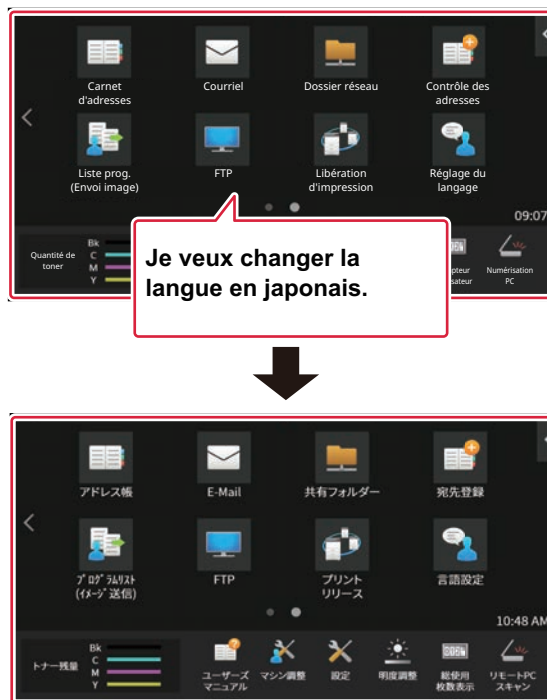 Carnet
d'adresses
Courriel
Dossier réseau
Contrôle des
adresses
Liste prog.
(Envoi image)
FTP
Libération
d'impression
Réglage du
langage
09:07
Quantité de
toner
Bk
C
M
Y
Je veux changer la
langue en japonais.
Numérisation
PC
アドレス帳
E-Mail
共有フォルダー
宛先登録
ﾌﾟﾛｸﾞﾗﾑﾘｽﾄ
(ｲﾒｰｼﾞ送信)
FTP
プリント
リリース
言語設定
10:48 AM
トナー残量
Bk
C
M
Y
ユーザーズ
マニュアル
マシン調整
設定
明度調整
総使用
枚数表示
リモートPC
スキャン